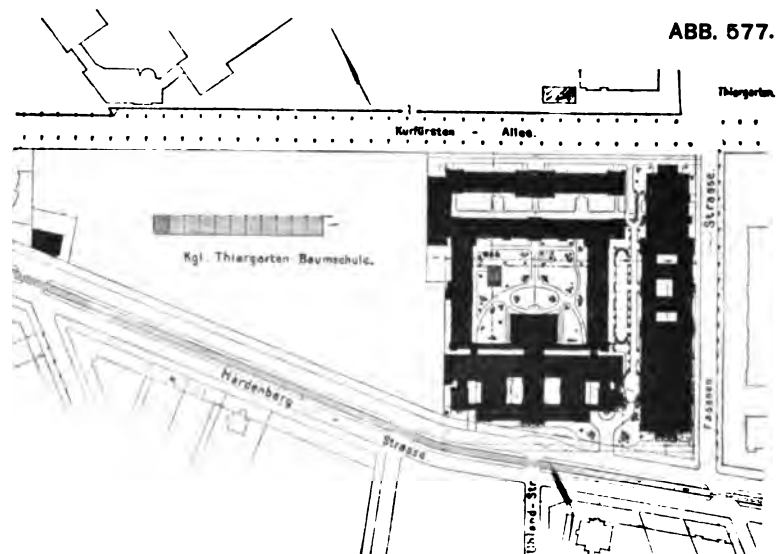 ABB. 577.
Thiergarten.
Kurfürsten - Allee.
Strasse.
Kgl. Thiergarten Baumschule.
Hardenberg
Strasse
Fasanen
Uhland-Str.